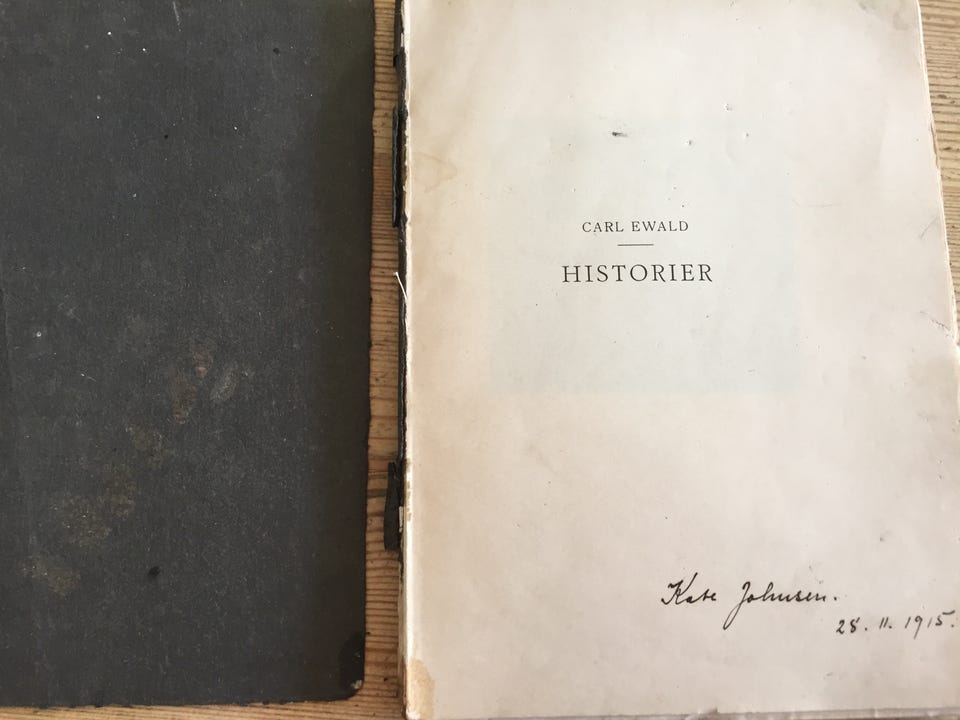 CARL EWALD
HISTORIER
Kate Johnsen.
28. 11. 1915.